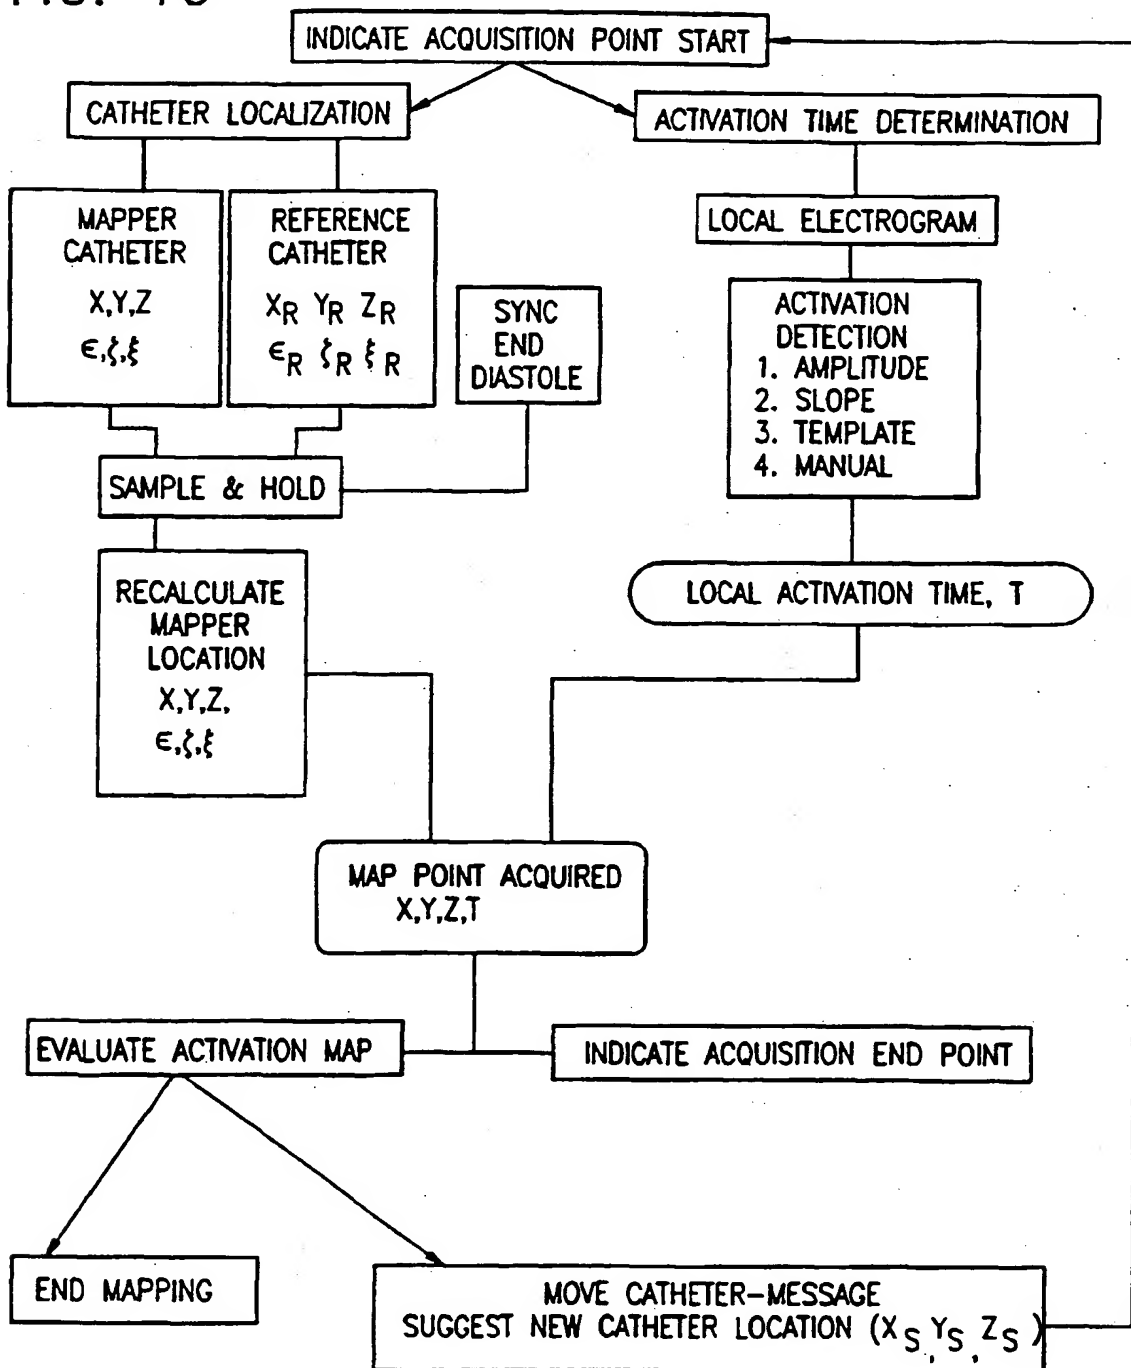 INDICATE ACQUISITION POINT START
CATHETER LOCALIZATION
ACTIVATION TIME DETERMINATION
MAPPER
CATHETER
X,Y,Z
ϵ,ζ,ξ
REFERENCE
CATHETER
XR YR ZR
ϵR ζR ξR
SYNC
END
DIASTOLE
LOCAL ELECTROGRAM
ACTIVATION
DETECTION
1. AMPLITUDE
2. SLOPE
3. TEMPLATE
4. MANUAL
SAMPLE & HOLD
RECALCULATE
MAPPER
LOCATION
X,Y,Z,
ϵ,ζ,ξ
LOCAL ACTIVATION TIME, T
MAP POINT ACQUIRED
X,Y,Z,T
EVALUATE ACTIVATION MAP
INDICATE ACQUISITION END POINT
END MAPPING
MOVE CATHETER-MESSAGE
SUGGEST NEW CATHETER LOCATION (XS, YS, ZS)